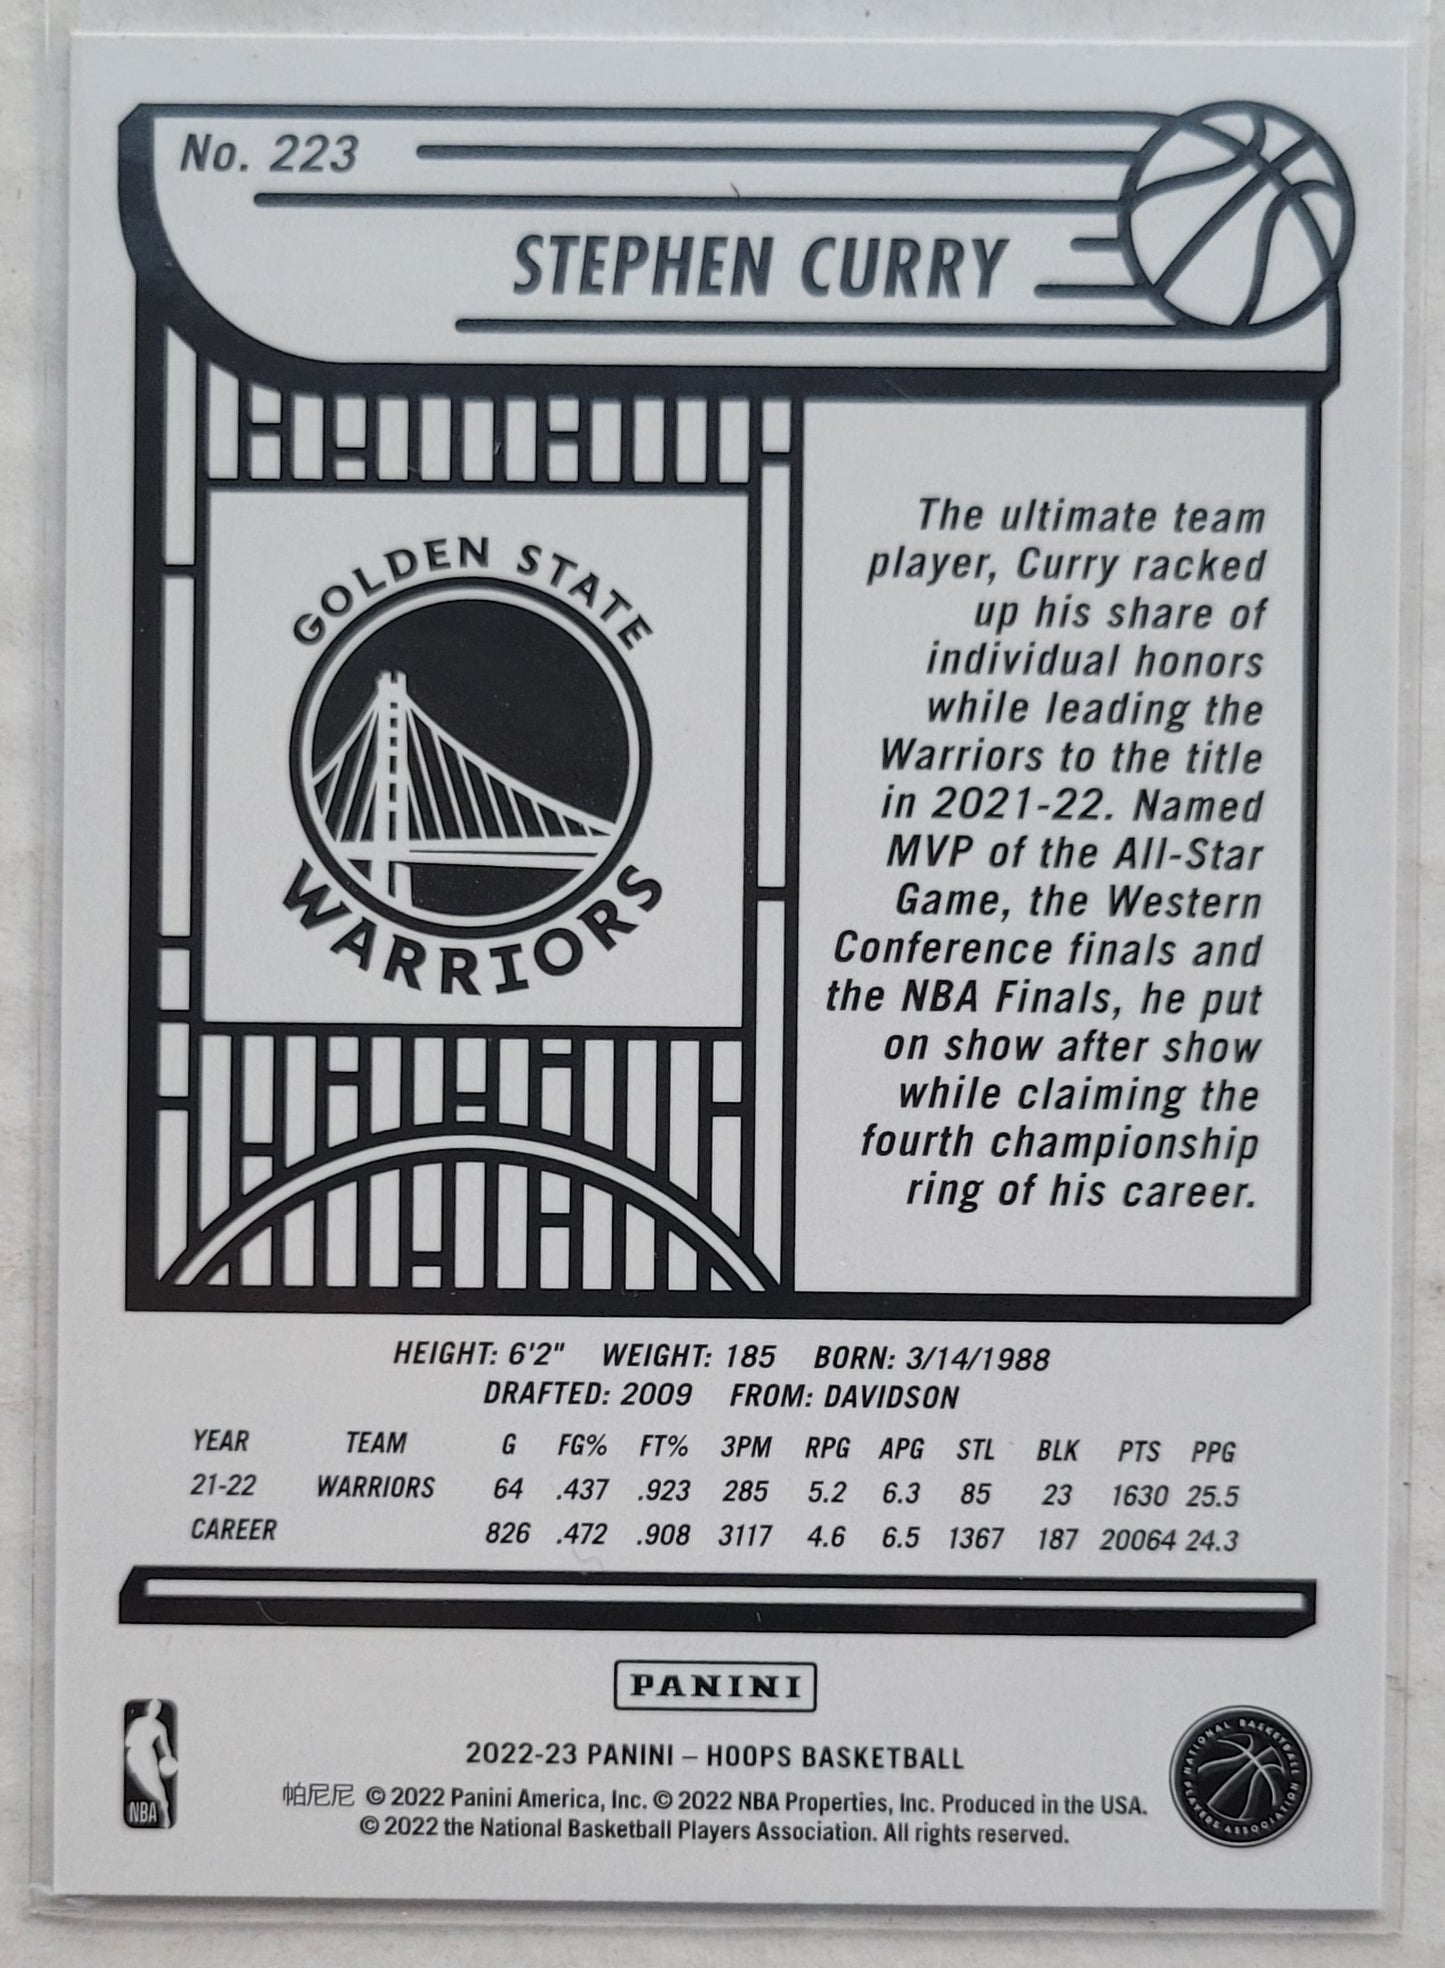 No. 223
STEPHEN CURRY
GOLDEN STATE
WARRIORS
The ultimate team
player, Curry racked
up his share of
individual honors
while leading the
Warriors to the title
in 2021-22. Named
MVP of the All-Star
Game, the Western
Conference finals and
the NBA Finals, he put
on show after show
while claiming the
fourth championship
ring of his career.
HEIGHT: 6'2" WEIGHT: 185 BORN: 3/14/1988
DRAFTED: 2009 FROM: DAVIDSON
YEAR TEAM G FG% FT% 3PM RPG APG STL BLK PTS PPG
21-22 WARRIORS 64 .437 .923 285 5.2 6.3 85 23 1630 25.5
CAREER 826 .472 .908 3117 4.6 6.5 1367 187 20064 24.3
PANINI
2022-23 PANINI – HOOPS BASKETBALL
帕尼尼 © 2022 Panini America, Inc. © 2022 NBA Properties, Inc. Produced in the USA.
© 2022 the National Basketball Players Association. All rights reserved.
NBA
NATIONAL BASKETBALL PLAYERS ASSOCIATION